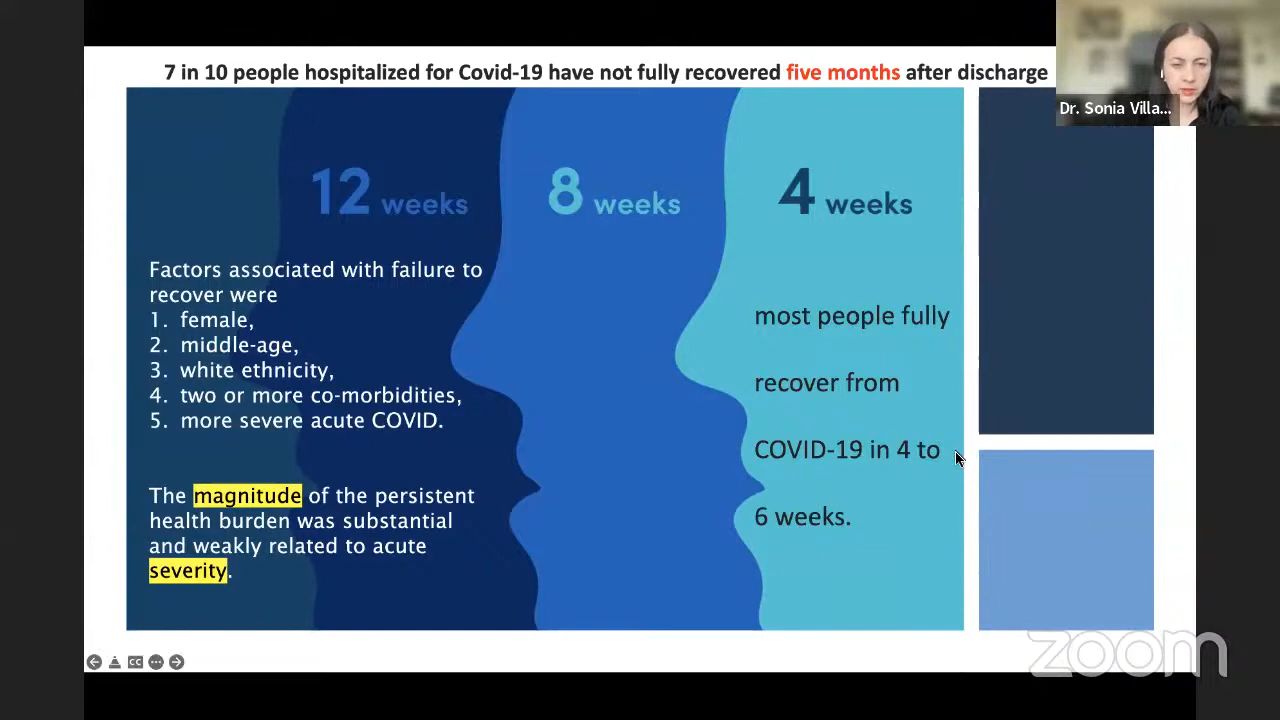 7 in 10 people hospitalized for Covid-19 have not fully recovered five months after discharge
Dr. Sonia Villa...
12 weeks
8 weeks
4 weeks
Factors associated with failure to
recover were
1. female,
2. middle-age,
3. white ethnicity,
4. two or more co-morbidities,
5. more severe acute COVID.
The magnitude of the persistent
health burden was substantial
and weakly related to acute
severity.
most people fully
recover from
COVID-19 in 4 to
6 weeks.
CC
zoom